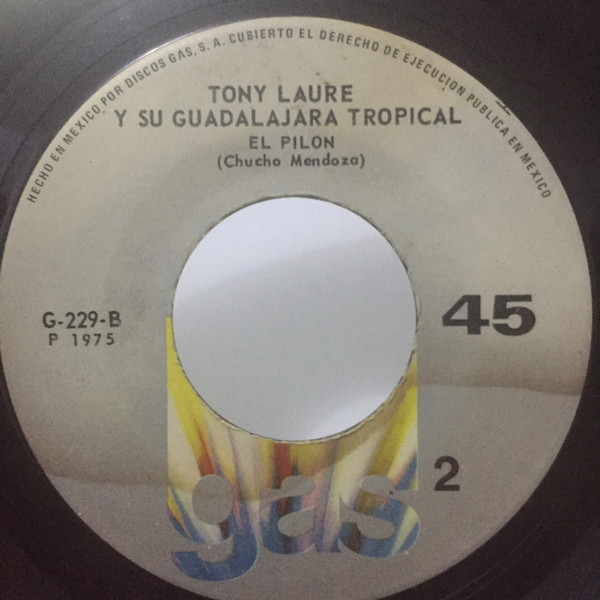 HECHO EN MEXICO POR DISCOS GAS, S. A. CUBIERTO EL DERECHO DE EJECUCION PUBLICA EN MEXICO
TONY LAURE
Y SU GUADALAJARA TROPICAL
EL PILON
(Chucho Mendoza)
G-229-B
P 1975
45
2
gas